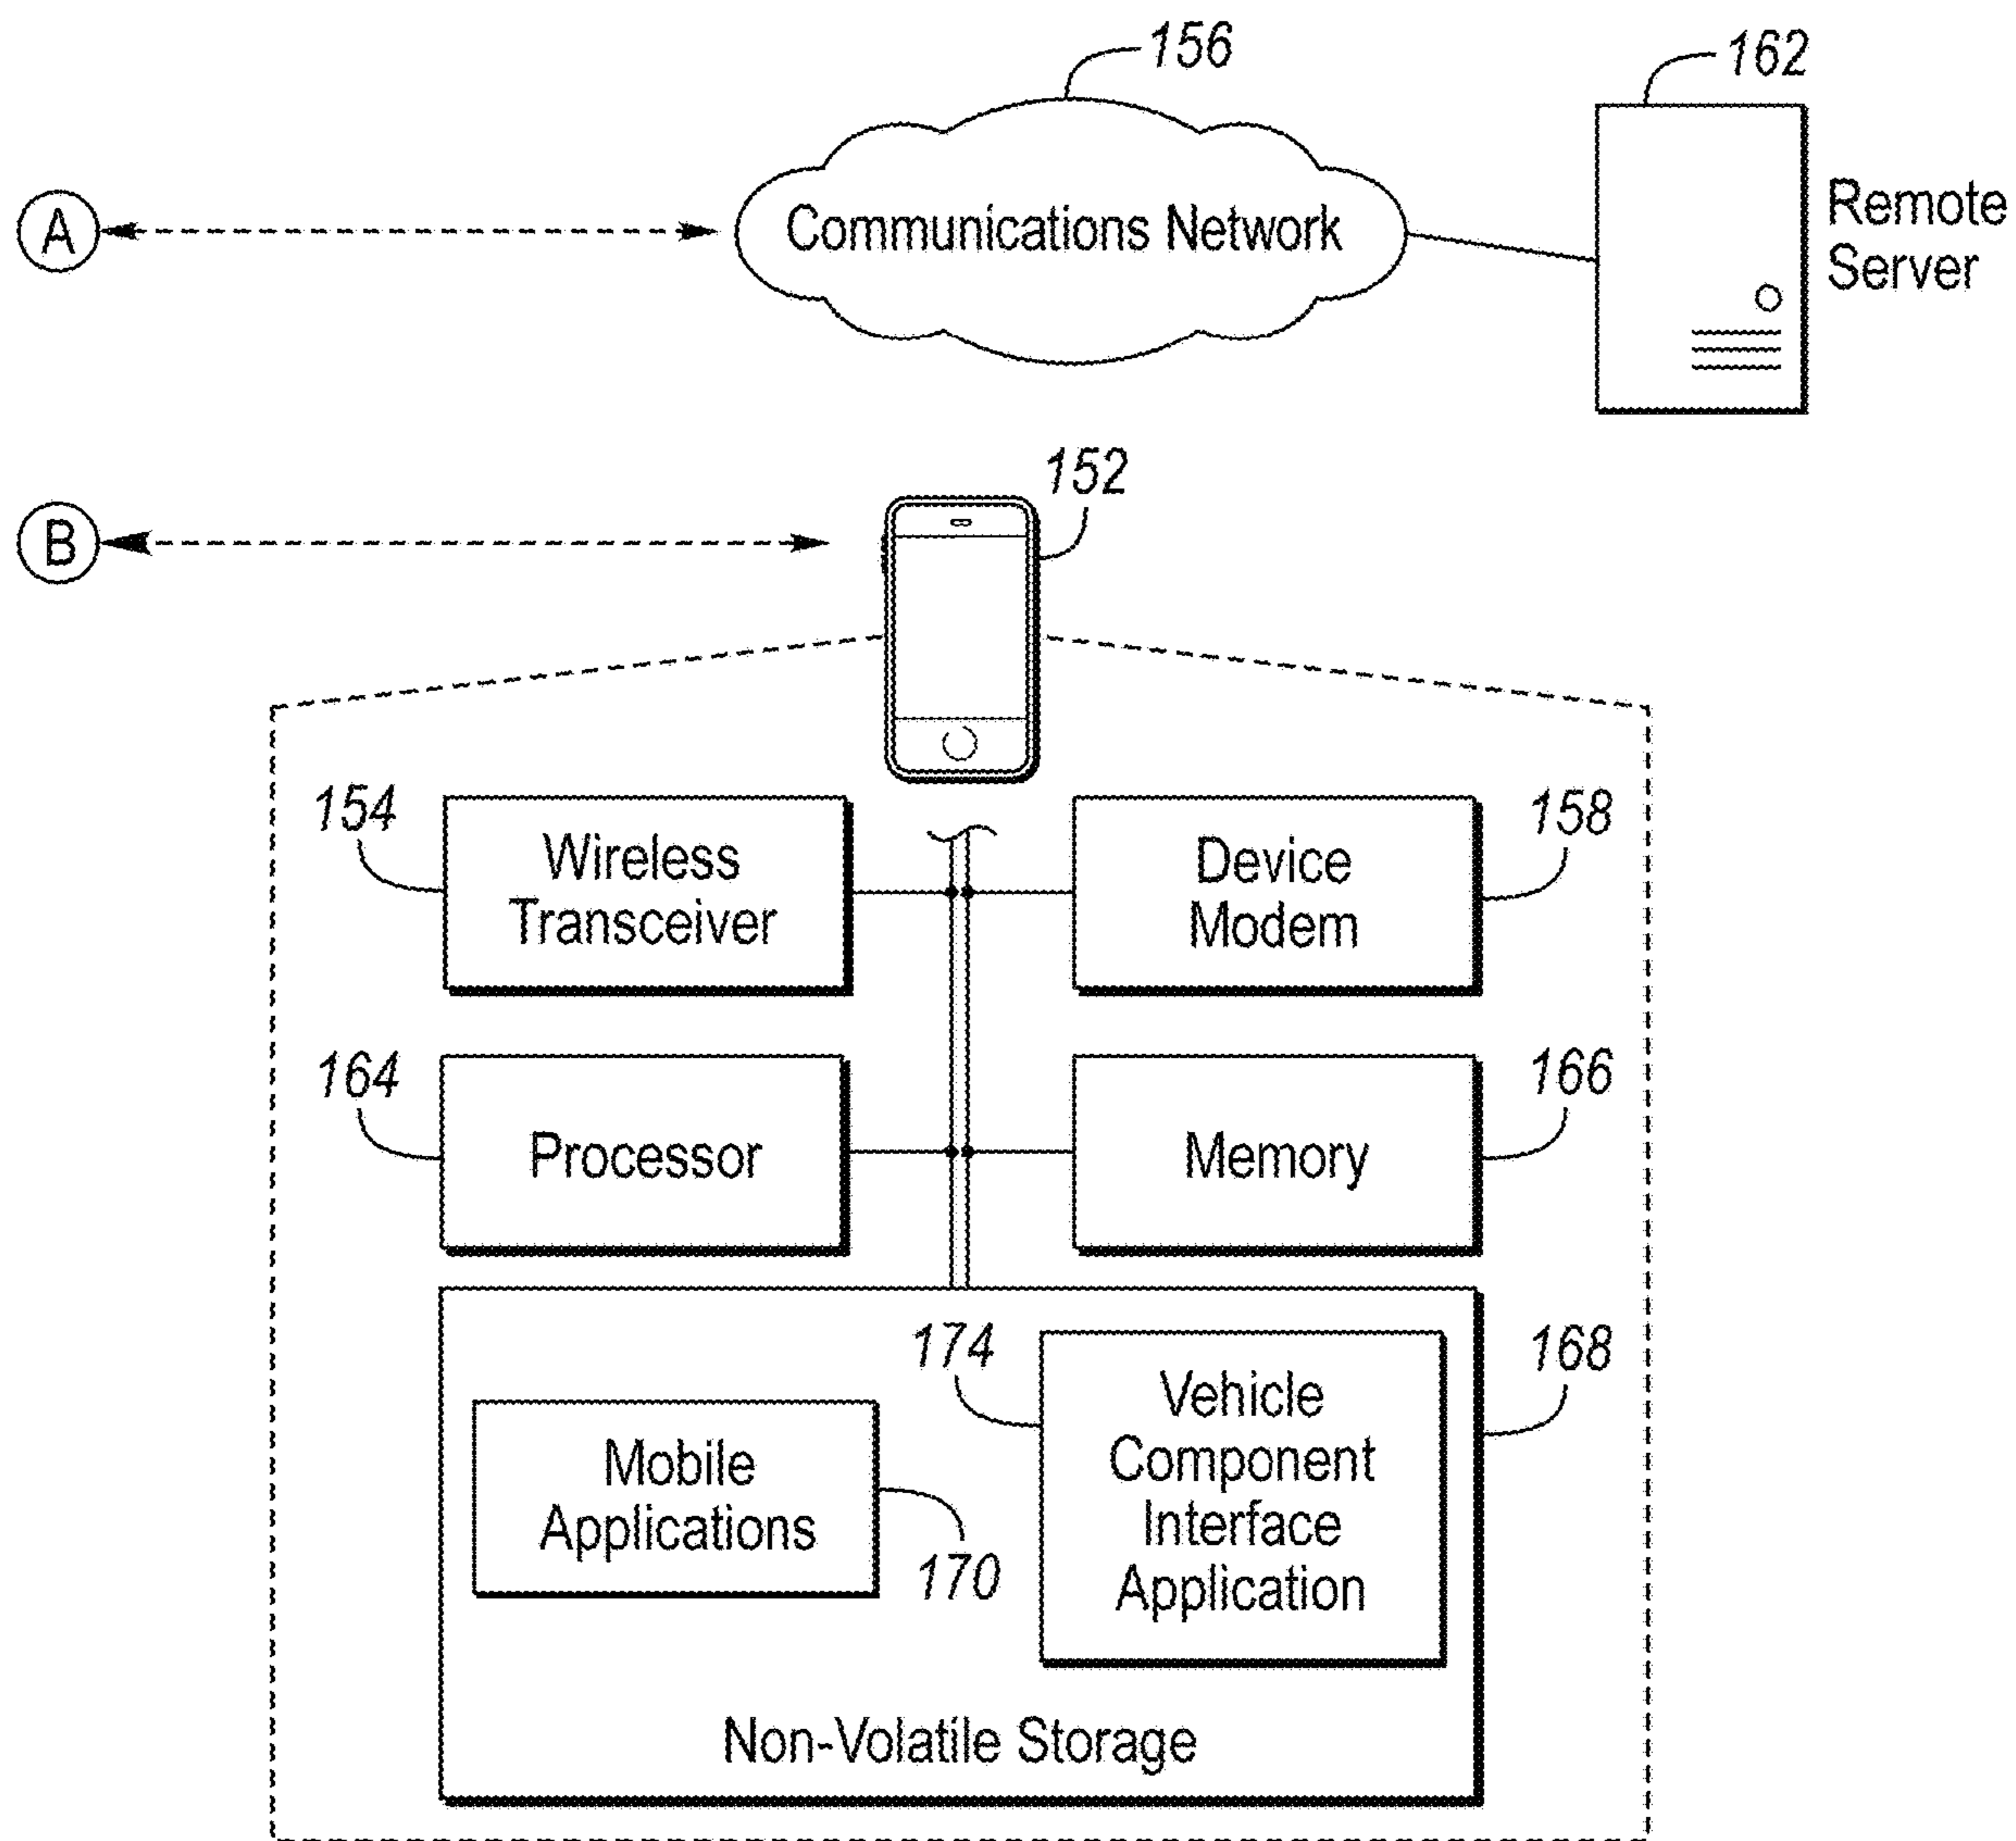 156
162
A
Communications Network
Remote
Server
152
B
154
Wireless
Transceiver
158
Device
Modem
164
Processor
166
Memory
174
Vehicle
Component
Interface
Application
168
Mobile
Applications
170
Non-Volatile Storage